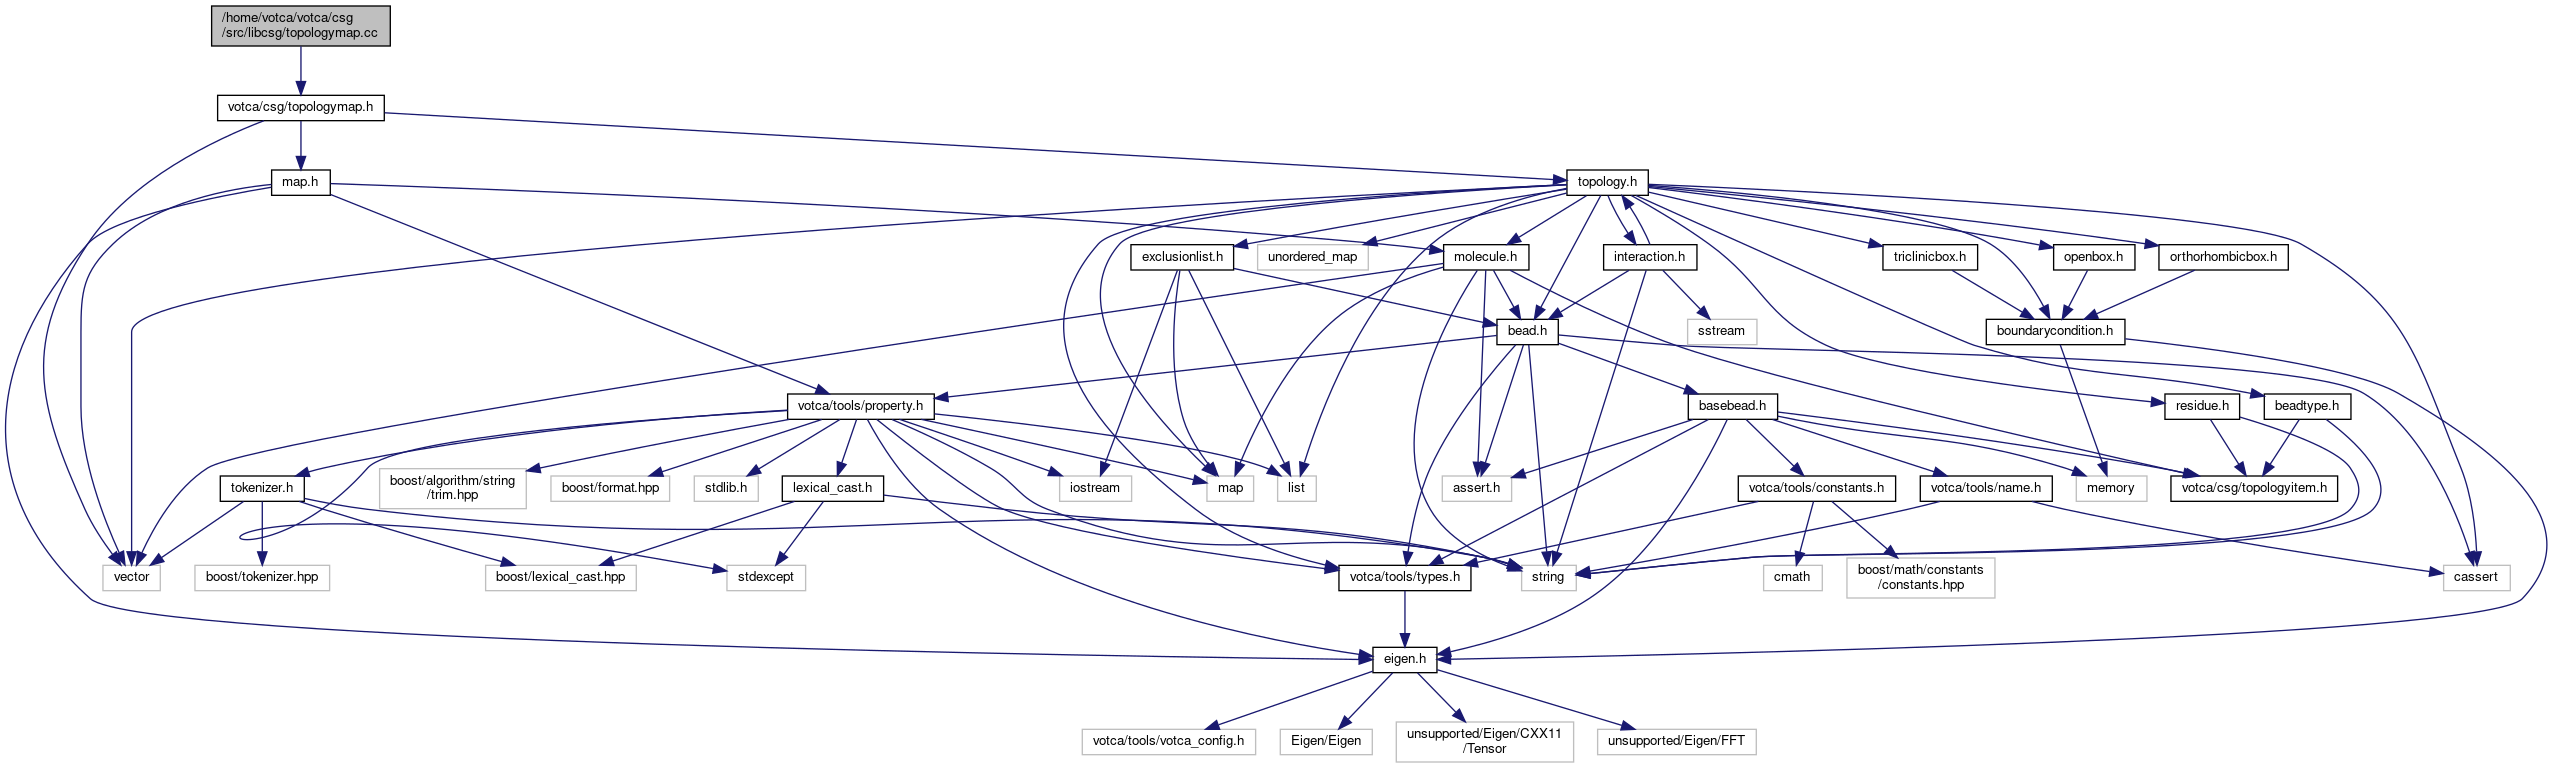 /home/votca/votca/csg
/src/libcsg/topologymap.cc
votca/csg/topologymap.h
map.h
topology.h
exclusionlist.h
unordered_map
molecule.h
interaction.h
triclinicbox.h
openbox.h
orthorhombicbox.h
bead.h
sstream
boundarycondition.h
votca/tools/property.h
basebead.h
residue.h
beadtype.h
tokenizer.h
boost/algorithm/string
/trim.hpp
boost/format.hpp
stdlib.h
lexical_cast.h
iostream
map
list
assert.h
votca/tools/constants.h
votca/tools/name.h
memory
votca/csg/topologyitem.h
vector
boost/tokenizer.hpp
boost/lexical_cast.hpp
stdexcept
votca/tools/types.h
string
cmath
boost/math/constants
/constants.hpp
cassert
eigen.h
votca/tools/votca_config.h
Eigen/Eigen
unsupported/Eigen/CXX11
/Tensor
unsupported/Eigen/FFT